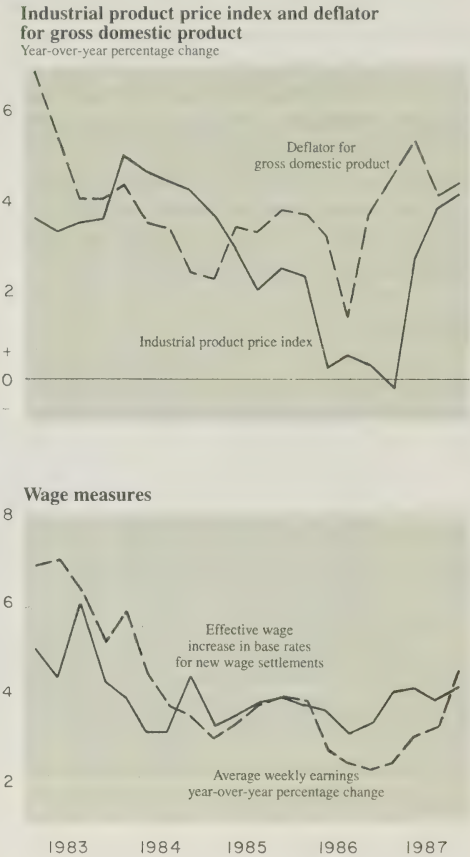 Industrial product price index and deflator
for gross domestic product
Year-over-year percentage change
6
Deflator for
gross domestic product
4
2
Industrial product price index
+
0
–
Wage measures
8
6
Effective wage
increase in base rates
for new wage settlements
4
Average weekly earnings
year-over-year percentage change
2
1983 1984 1985 1986 1987